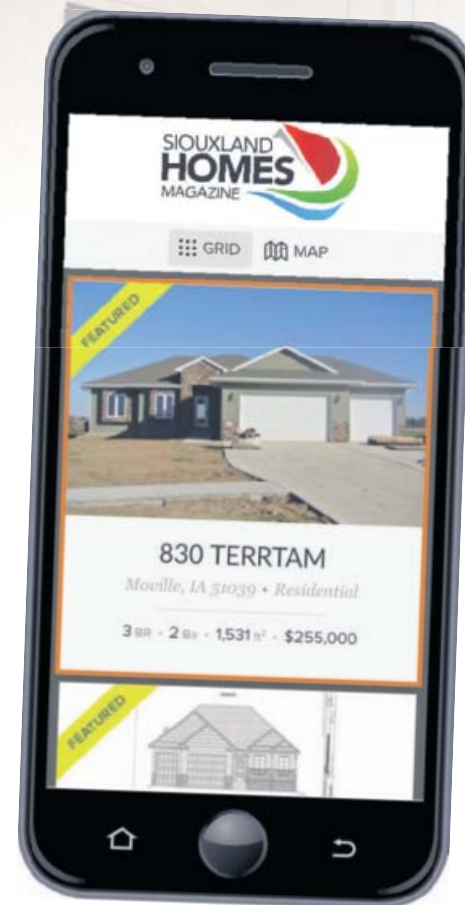 SIOUXLAND
HOMES
MAGAZINE
GRID MAP
FEATURED
830 TERRTAM
Moville, IA 51039 • Residential
3 BR • 2 BA • 1,531 ft² • $255,000
FEATURED